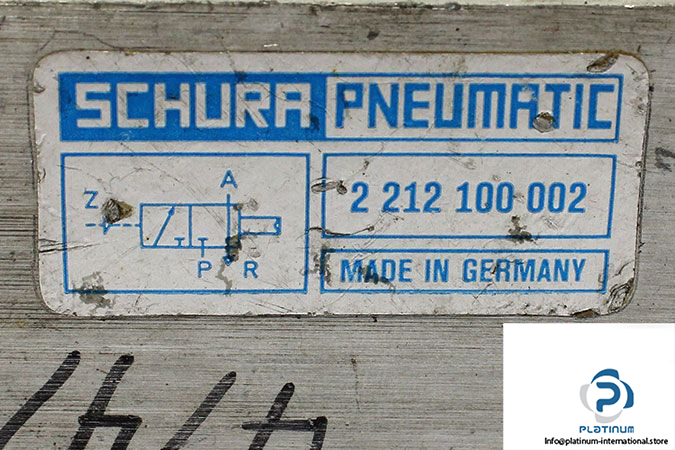 SCHURA PNEUMATIC
Z A
P R
2 212 100 002
MADE IN GERMANY
PLATINUM
Info@platinum-international.store